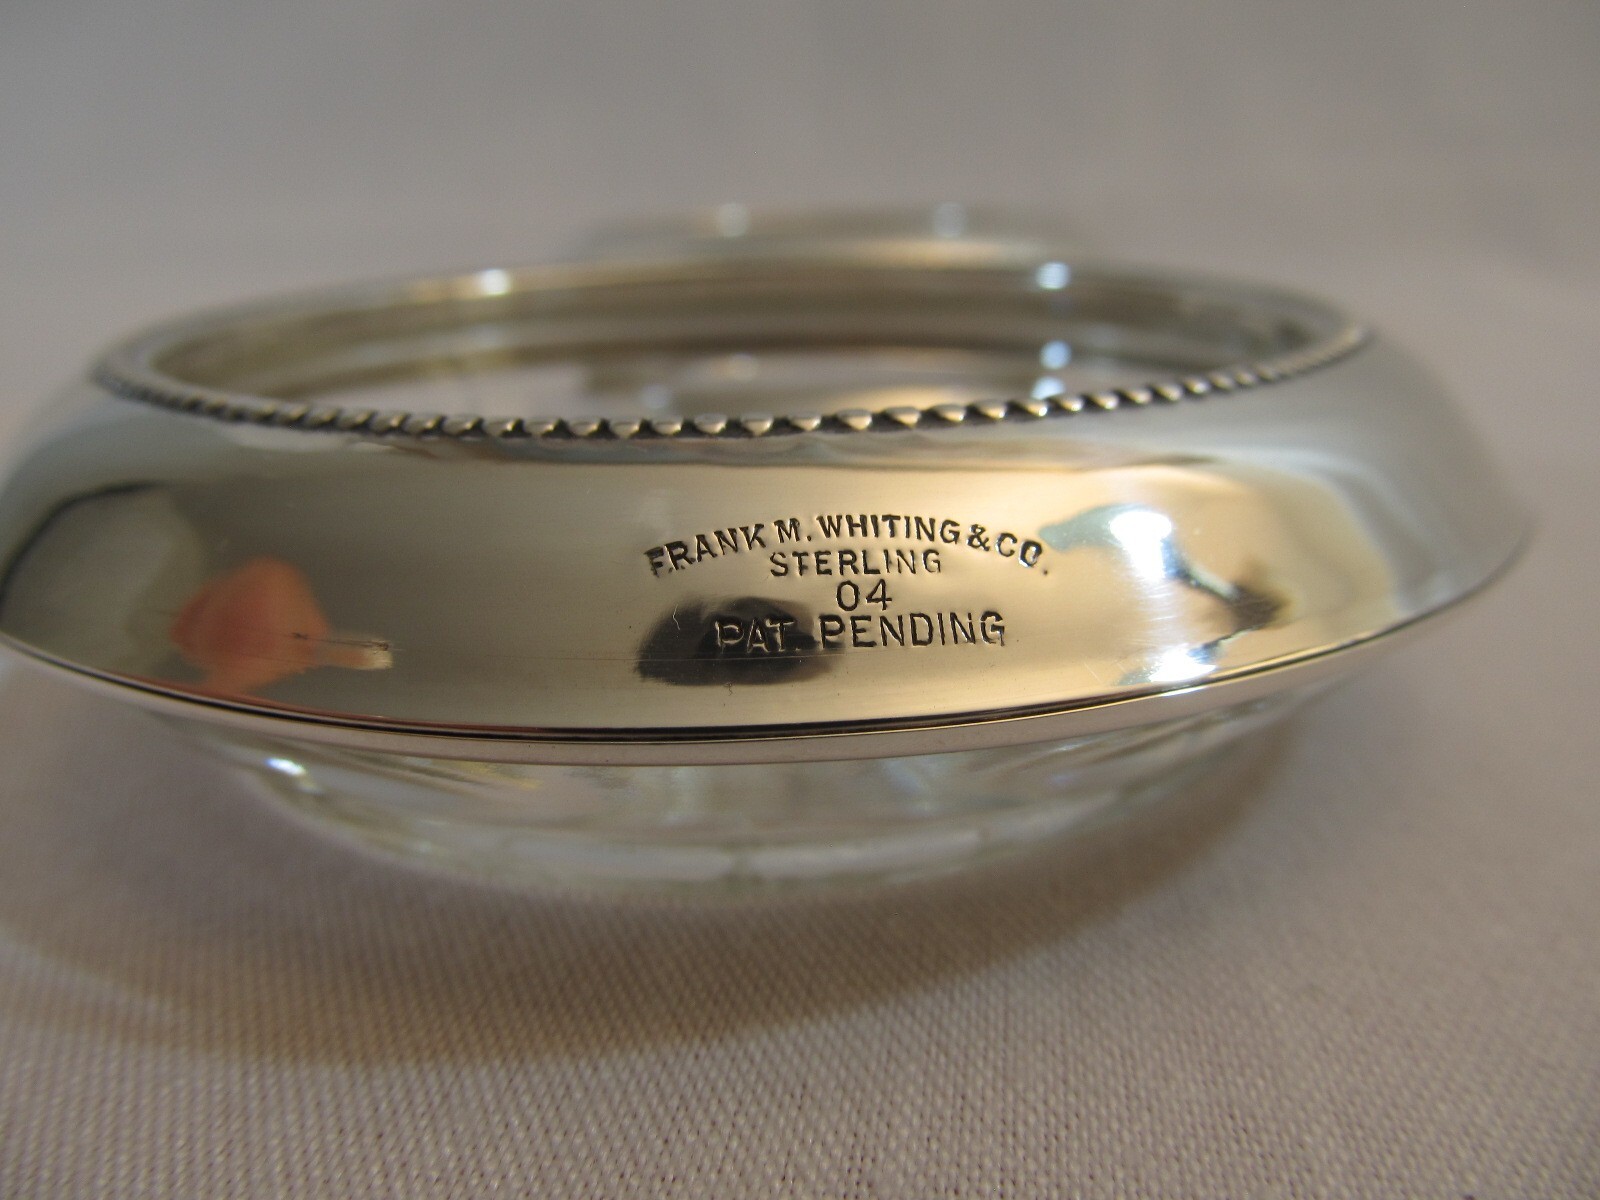 FRANK M. WHITING & CO.
STERLING
04
PAT. PENDING